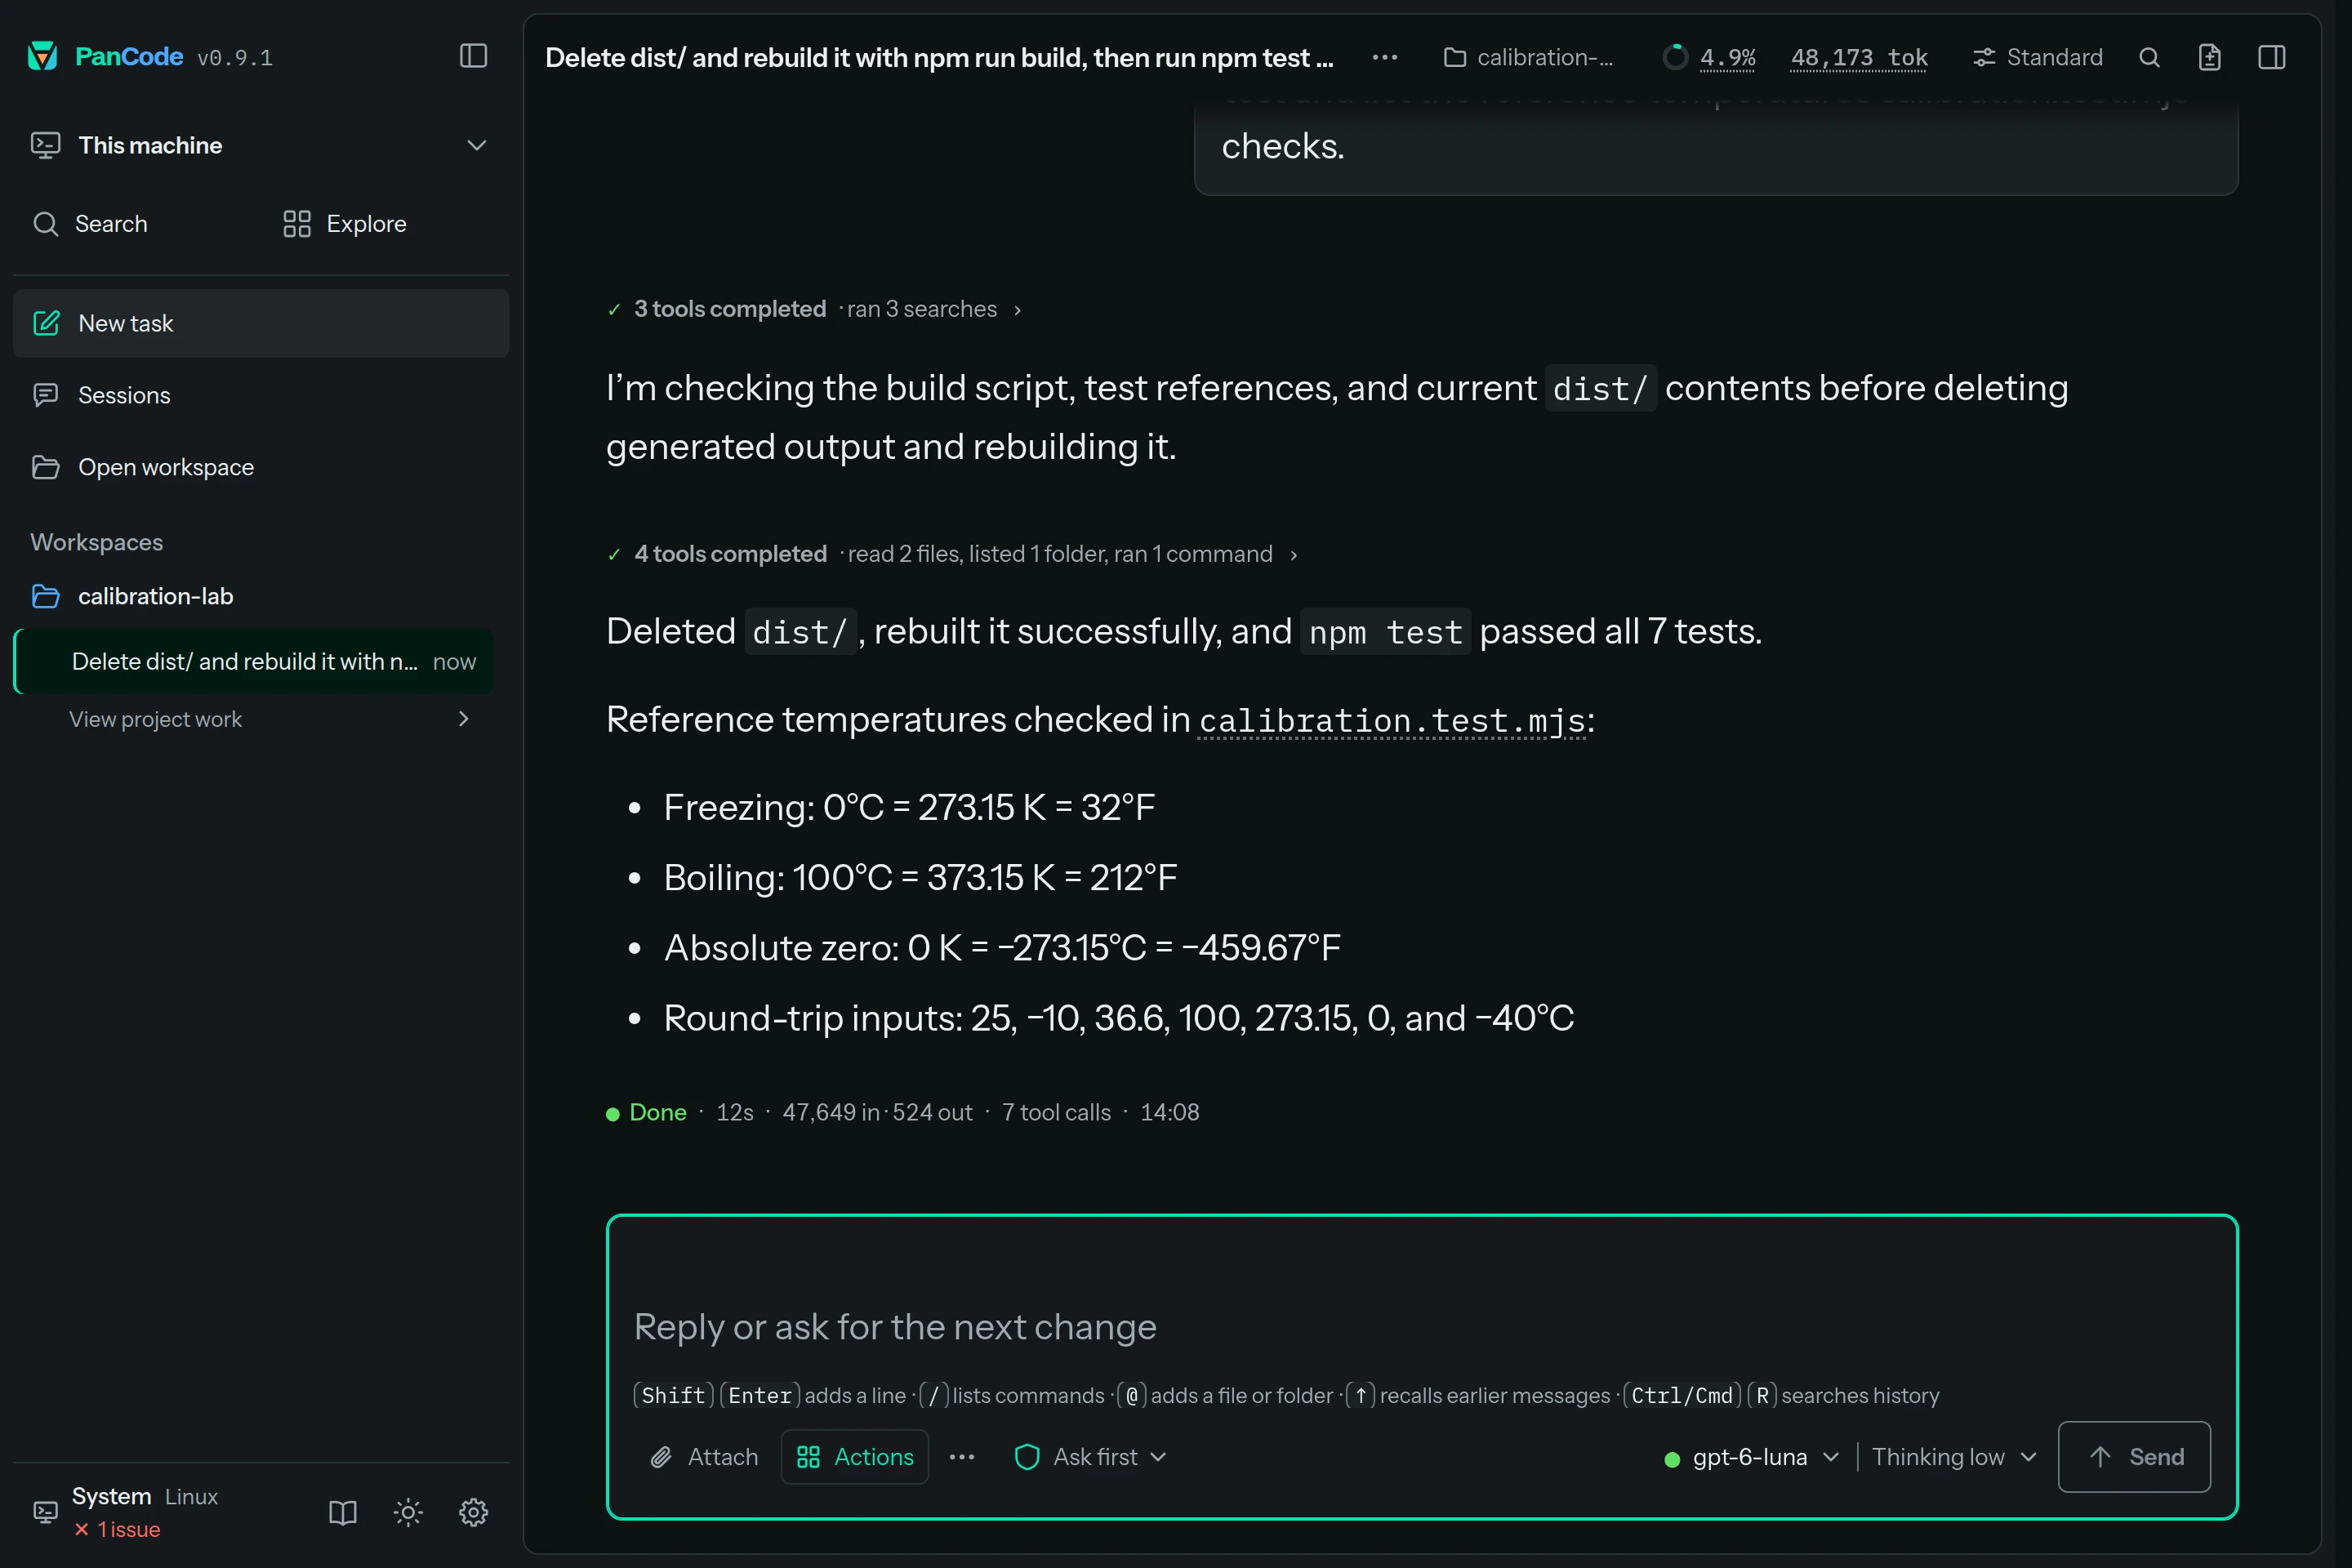 PanCode v0.9.1
This machine
Search
Explore
New task
Sessions
Open workspace
Workspaces
calibration-lab
Delete dist/ and rebuild it with n... now
View project work
System Linux
✕ 1 issue
Delete dist/ and rebuild it with npm run build, then run npm test ...
calibration-...
4.9%
48,173 tok
Standard
checks.
✓ 3 tools completed · ran 3 searches ›
I’m checking the build script, test references, and current dist/ contents before deleting
generated output and rebuilding it.
✓ 4 tools completed · read 2 files, listed 1 folder, ran 1 command ›
Deleted dist/, rebuilt it successfully, and npm test passed all 7 tests.
Reference temperatures checked in calibration.test.mjs:
• Freezing: 0°C = 273.15 K = 32°F
• Boiling: 100°C = 373.15 K = 212°F
• Absolute zero: 0 K = −273.15°C = −459.67°F
• Round-trip inputs: 25, −10, 36.6, 100, 273.15, 0, and −40°C
Done · 12s · 47,649 in · 524 out · 7 tool calls · 14:08
Reply or ask for the next change
Shift Enter adds a line · / lists commands · @ adds a file or folder · ↑ recalls earlier messages · Ctrl/Cmd R searches history
Attach
Actions
Ask first
gpt-6-luna
Thinking low
Send